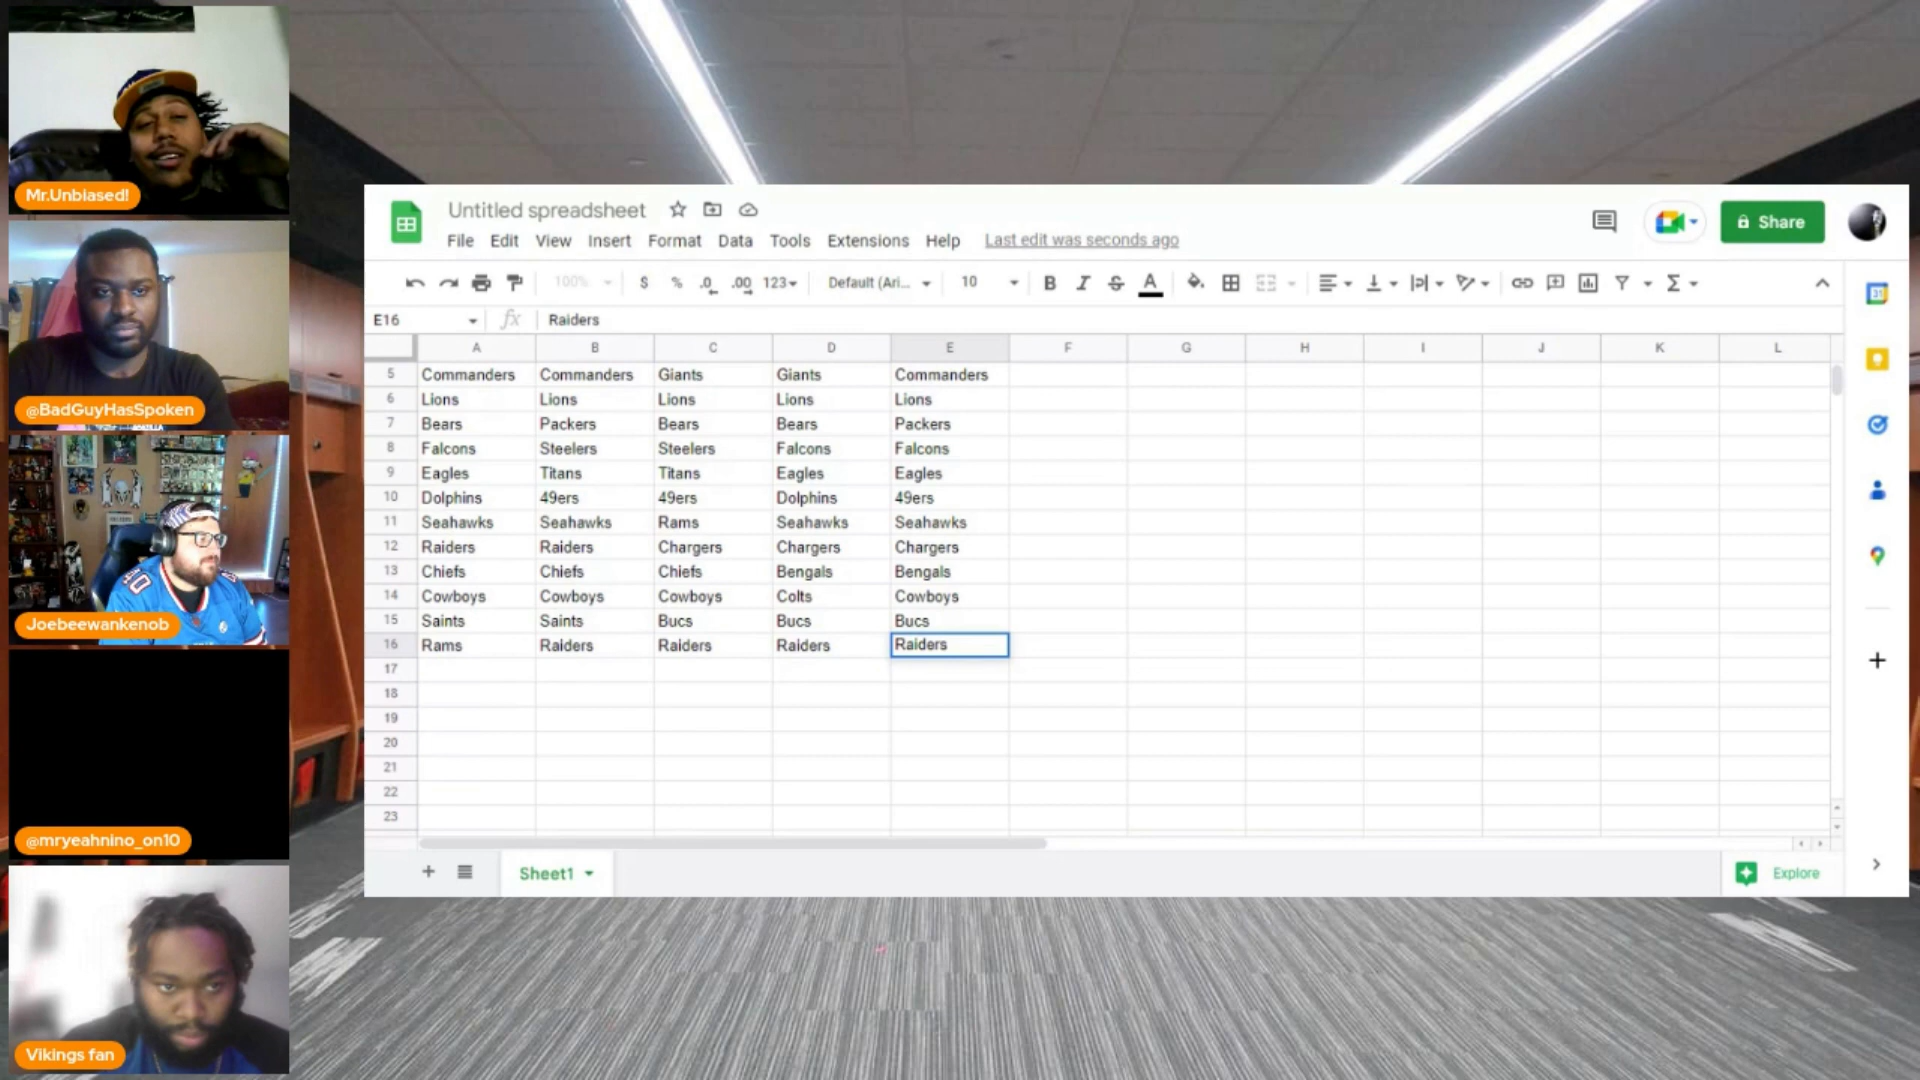 Mr.Unbiased!
@BadGuyHasSpoken
Joebeewankenob
@mryeahnino_on10
Vikings fan
Untitled spreadsheet
File Edit View Insert Format Data Tools Extensions Help Last edit was seconds ago
Share
100% $ % .0 .00 123 Default (Ari... 10 B I S A
E16 fx Raiders
A B C D E F G H I J K L
5 Commanders Commanders Giants Giants Commanders
6 Lions Lions Lions Lions Lions
7 Bears Packers Bears Bears Packers
8 Falcons Steelers Steelers Falcons Falcons
9 Eagles Titans Titans Eagles Eagles
10 Dolphins 49ers 49ers Dolphins 49ers
11 Seahawks Seahawks Rams Seahawks Seahawks
12 Raiders Raiders Chargers Chargers Chargers
13 Chiefs Chiefs Chiefs Bengals Bengals
14 Cowboys Cowboys Cowboys Colts Cowboys
15 Saints Saints Bucs Bucs Bucs
16 Rams Raiders Raiders Raiders Raiders
17
18
19
20
21
22
23
Sheet1
Explore
31
40